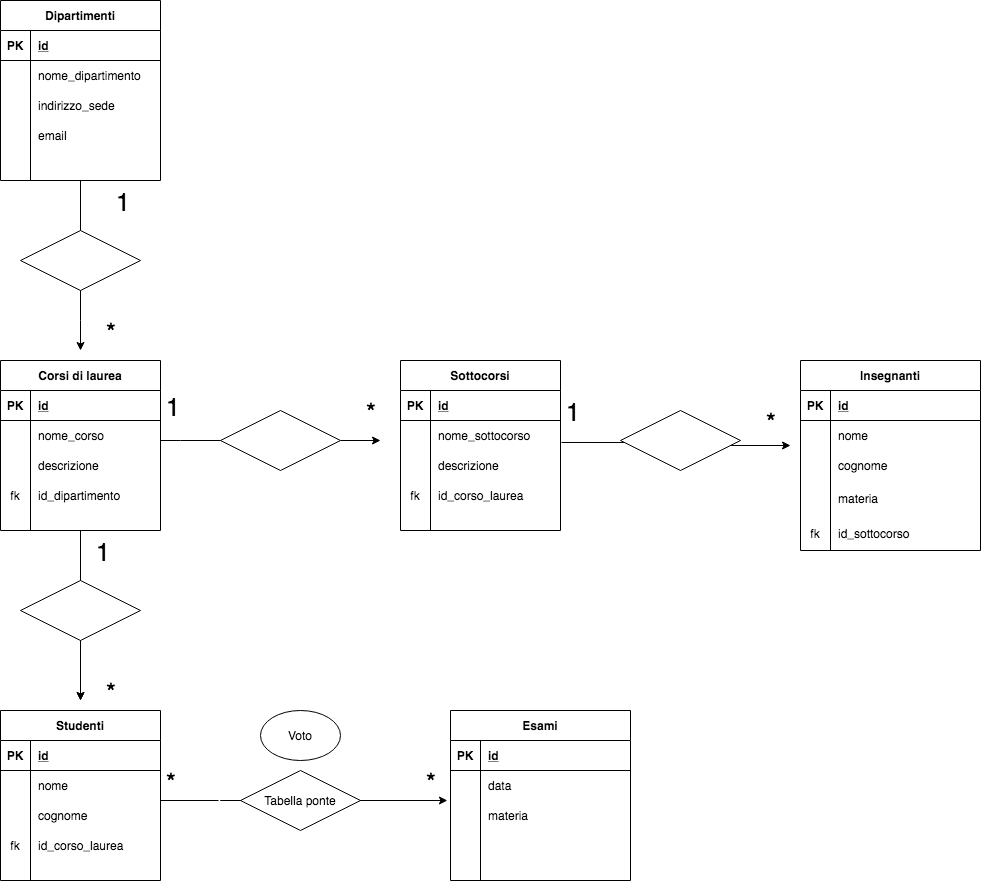 Dipartimenti
PK id
nome_dipartimento
indirizzo_sede
email
1
*
Corsi di laurea
PK id
nome_corso
descrizione
fk id_dipartimento
1
*
Sottocorsi
PK id
nome_sottocorso
descrizione
fk id_corso_laurea
1
*
Insegnanti
PK id
nome
cognome
materia
fk id_sottocorso
1
*
Studenti
PK id
nome
cognome
fk id_corso_laurea
*
Voto
Tabella ponte
*
Esami
PK id
data
materia